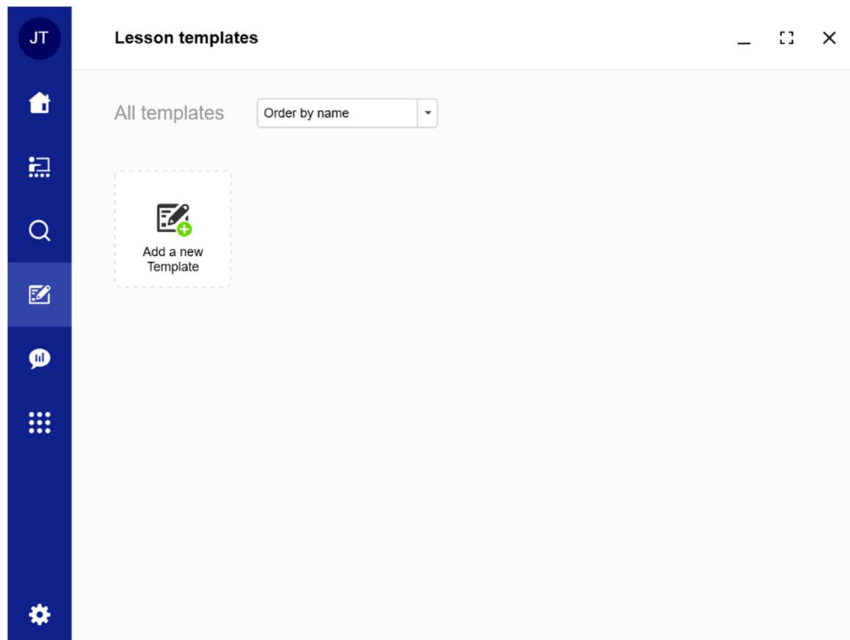 JT
Lesson templates
All templates
Order by name
Add a new
Template